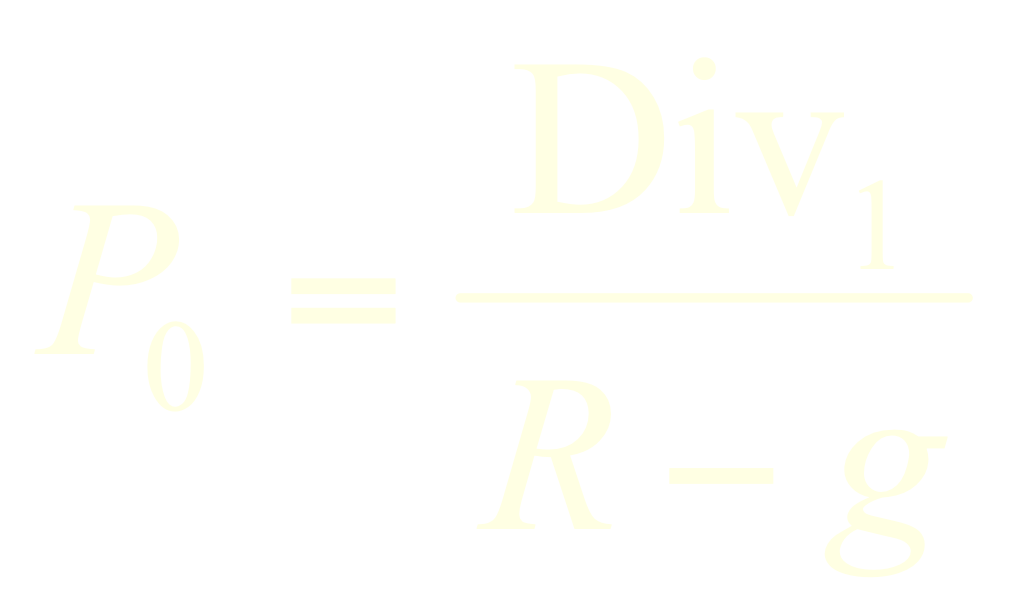 P₀ = Div₁ / (R − g)